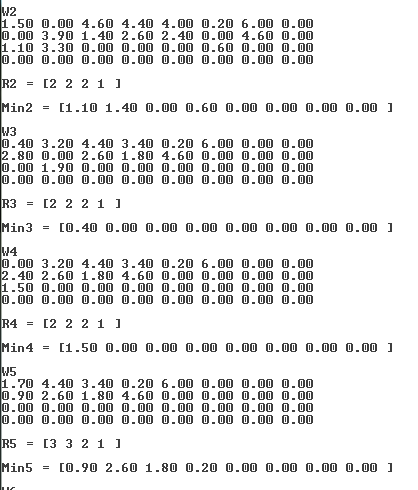 W2
1.50 0.00 4.60 4.40 4.00 0.20 6.00 0.00
0.00 3.90 1.40 2.60 2.40 0.00 4.60 0.00
1.10 3.30 0.00 0.00 0.00 0.60 0.00 0.00
0.00 0.00 0.00 0.00 0.00 0.00 0.00 0.00
R2 = [2 2 2 1 ]
Min2 = [1.10 1.40 0.00 0.60 0.00 0.00 0.00 0.00 ]
W3
0.40 3.20 4.40 3.40 0.20 6.00 0.00 0.00
2.80 0.00 2.60 1.80 4.60 0.00 0.00 0.00
0.00 1.90 0.00 0.00 0.00 0.00 0.00 0.00
0.00 0.00 0.00 0.00 0.00 0.00 0.00 0.00
R3 = [2 2 2 1 ]
Min3 = [0.40 0.00 0.00 0.00 0.00 0.00 0.00 0.00 ]
W4
0.00 3.20 4.40 3.40 0.20 6.00 0.00 0.00
2.40 2.60 1.80 4.60 0.00 0.00 0.00 0.00
1.50 0.00 0.00 0.00 0.00 0.00 0.00 0.00
0.00 0.00 0.00 0.00 0.00 0.00 0.00 0.00
R4 = [2 2 2 1 ]
Min4 = [1.50 0.00 0.00 0.00 0.00 0.00 0.00 0.00 ]
W5
1.70 4.40 3.40 0.20 6.00 0.00 0.00 0.00
0.90 2.60 1.80 4.60 0.00 0.00 0.00 0.00
0.00 0.00 0.00 0.00 0.00 0.00 0.00 0.00
0.00 0.00 0.00 0.00 0.00 0.00 0.00 0.00
R5 = [3 3 2 1 ]
Min5 = [0.90 2.60 1.80 0.20 0.00 0.00 0.00 0.00 ]